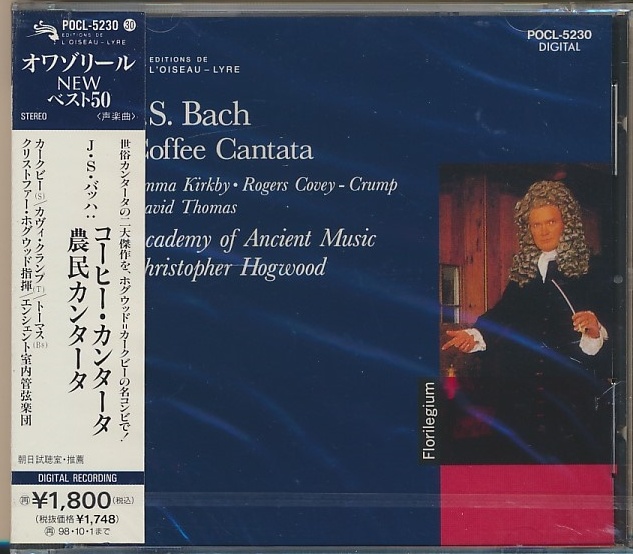 POCL-5230 ㉚
EDITIONS DE
L'OISEAU-LYRE
オワゾリール
NEW
ベスト50
STEREO 〈声楽曲〉
世俗カンタータの二大傑作を、ホグウッド=カークビーの名コンビで!
J・S・バッハ:
コーヒー・カンタータ
農民カンタータ
カークビー(S)/カヴィ・クランプ(T)/トーマス(Bs)
クリストファー・ホグウッド指揮/エンシェント室内管弦楽団
朝日試聴室・推薦
DIGITAL RECORDING
再 ¥1,800(税込)
(税抜価格¥1,748)
再 98・10・1まで
EDITIONS DE
L'OISEAU-LYRE
.S. Bach
offee Cantata
mma Kirkby • Rogers Covey-Crump
avid Thomas
cademy of Ancient Music
hristopher Hogwood
POCL-5230
DIGITAL
Florilegium